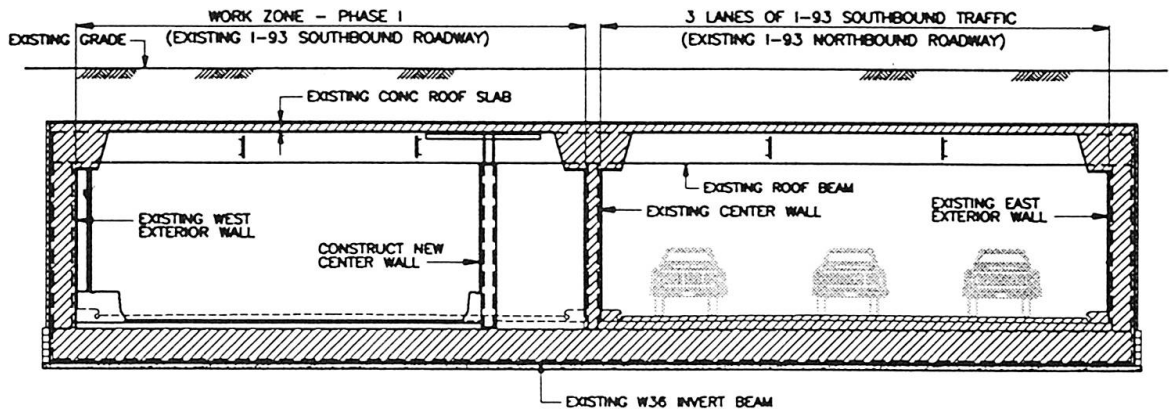 WORK ZONE - PHASE 1
(EXISTING I-93 SOUTHBOUND ROADWAY)
3 LANES OF I-93 SOUTHBOUND TRAFFIC
(EXISTING I-93 NORTHBOUND ROADWAY)
EXISTING GRADE
EXISTING CONC ROOF SLAB
EXISTING ROOF BEAM
EXISTING WEST
EXTERIOR WALL
EXISTING CENTER WALL
EXISTING EAST
EXTERIOR WALL
CONSTRUCT NEW
CENTER WALL
EXISTING W36 INVERT BEAM